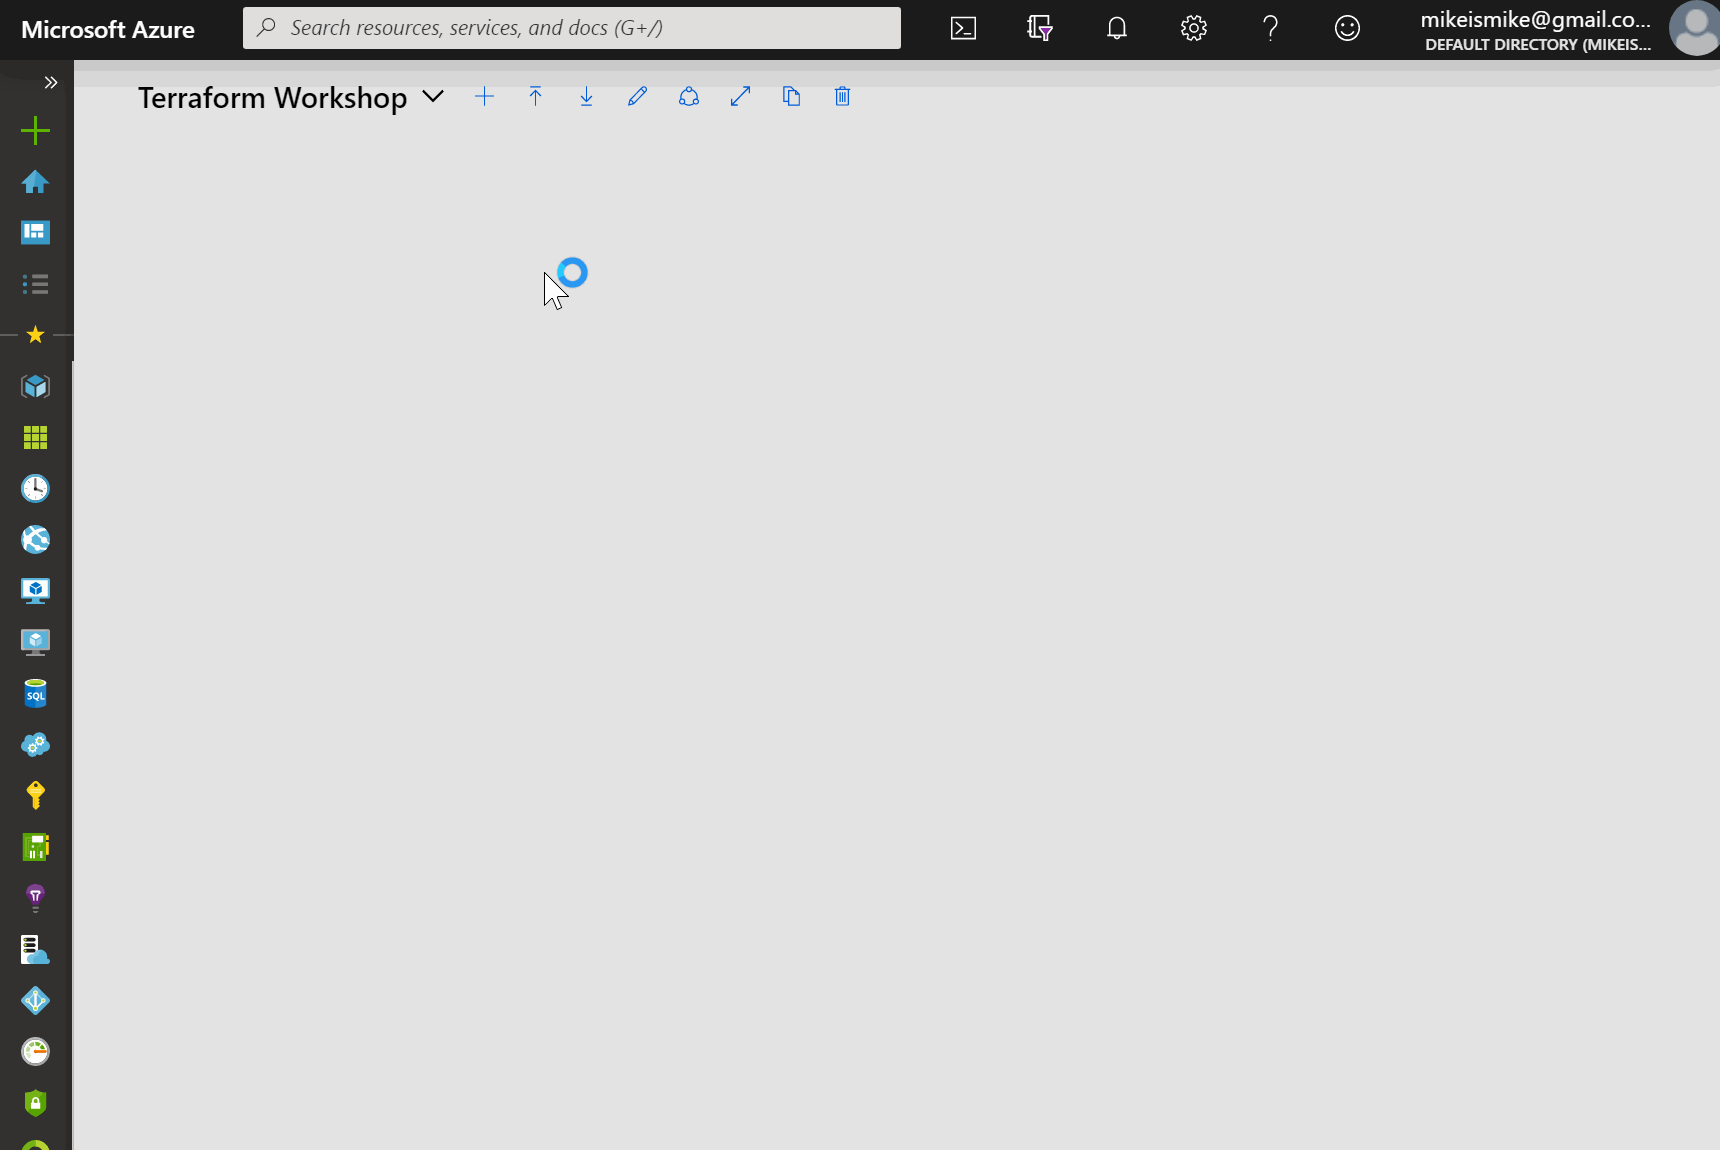 Microsoft Azure
Search resources, services, and docs (G+/)
mikeismike@gmail.co...
DEFAULT DIRECTORY (MIKEIS...
Terraform Workshop
SQL